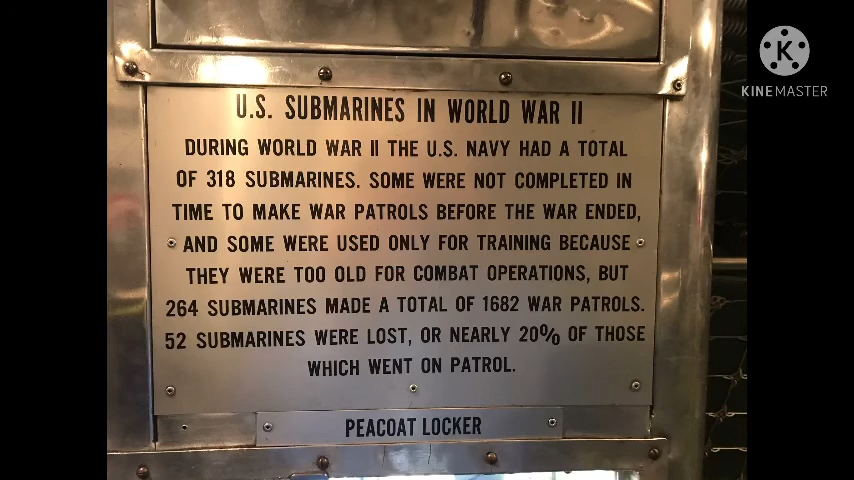 U.S. SUBMARINES IN WORLD WAR II
DURING WORLD WAR II THE U.S. NAVY HAD A TOTAL
OF 318 SUBMARINES. SOME WERE NOT COMPLETED IN
TIME TO MAKE WAR PATROLS BEFORE THE WAR ENDED,
AND SOME WERE USED ONLY FOR TRAINING BECAUSE
THEY WERE TOO OLD FOR COMBAT OPERATIONS, BUT
264 SUBMARINES MADE A TOTAL OF 1682 WAR PATROLS.
52 SUBMARINES WERE LOST, OR NEARLY 20% OF THOSE
WHICH WENT ON PATROL.
PEACOAT LOCKER
K
KINEMASTER